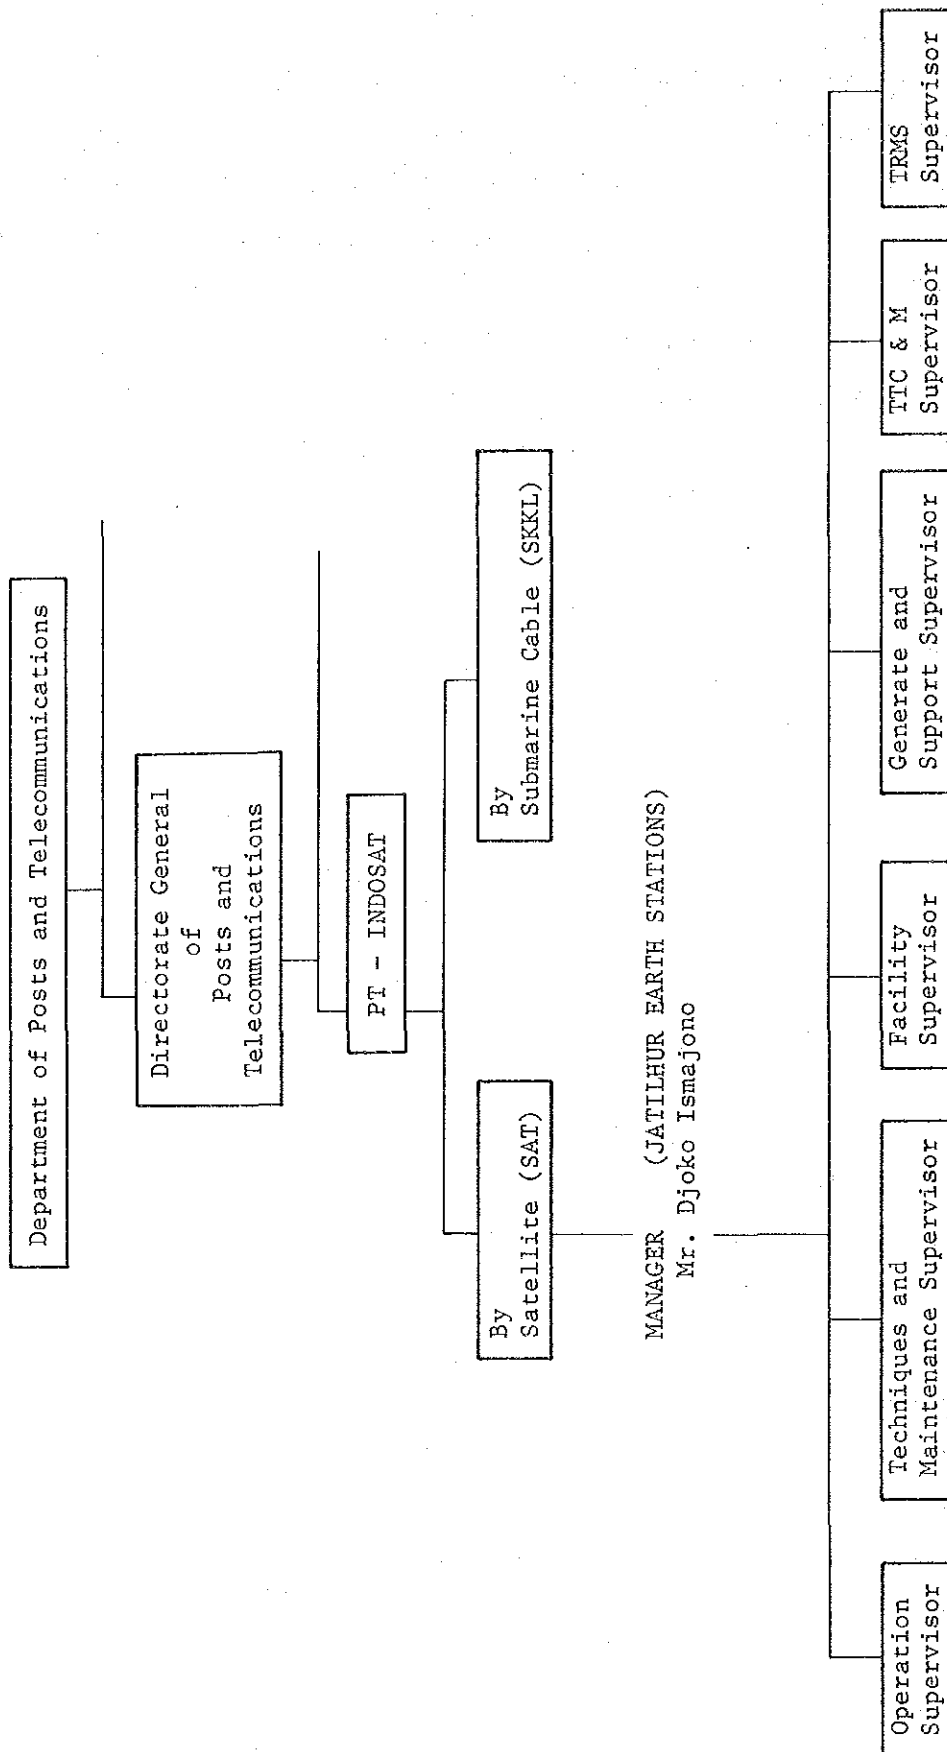 Department of Posts and Telecommunications
Directorate General
of
Posts and
Telecommunications
PT - INDOSAT
By
Satellite (SAT)
By
Submarine Cable (SKKL)
MANAGER (JATILHUR EARTH STATIONS)
Mr. Djoko Ismajono
Operation
Supervisor
Techniques and
Maintenance Supervisor
Facility
Supervisor
Generate and
Support Supervisor
TTC & M
Supervisor
TRMS
Supervisor